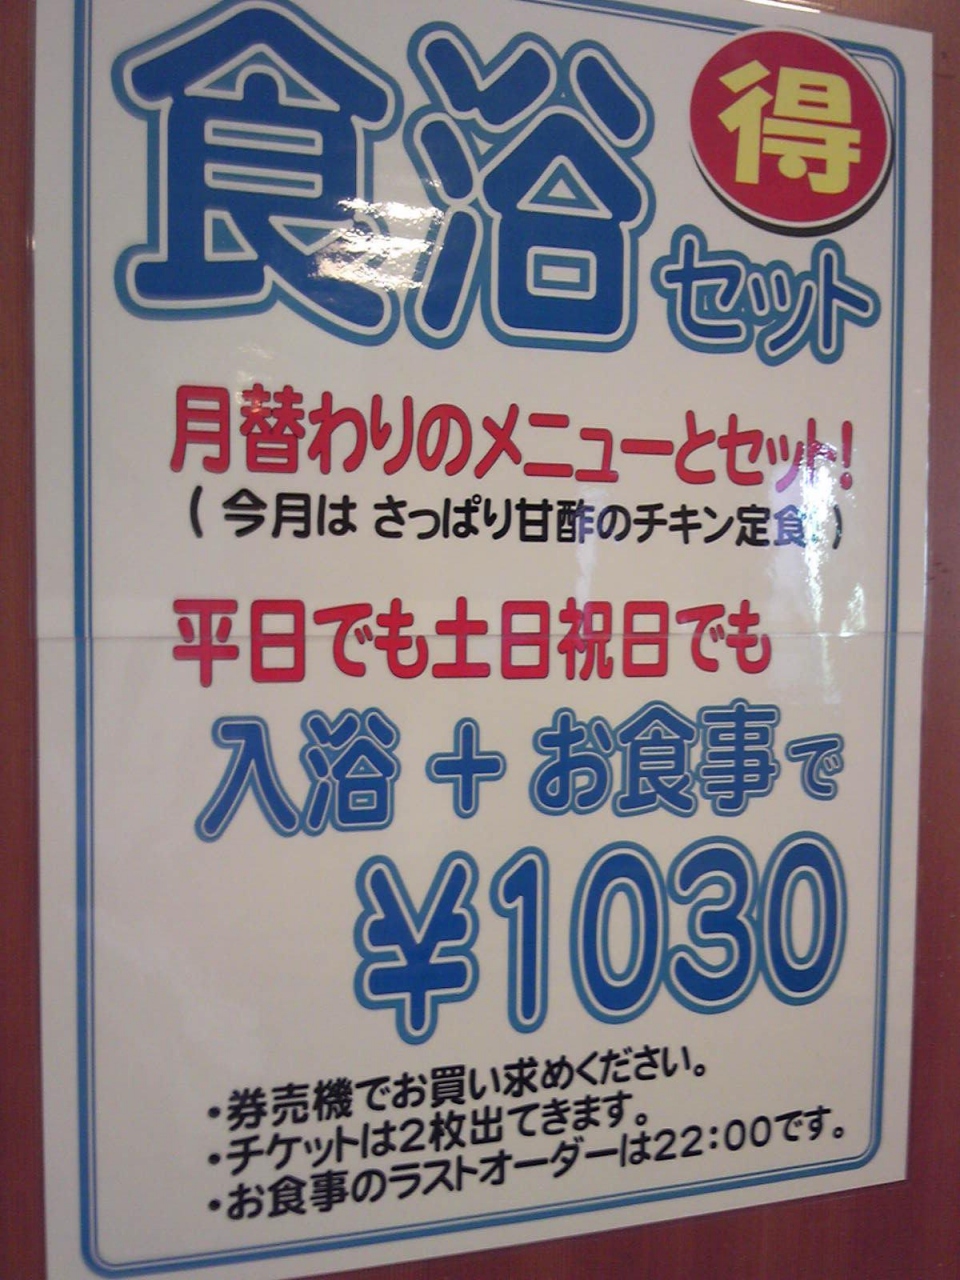 食浴セット
得
月替わりのメニューとセット!
(今月は さっぱり甘酢のチキン定食)
平日でも土日祝日でも
入浴+お食事で
¥1030
・券売機でお買い求めください。
・チケットは2枚出てきます。
・お食事のラストオーダーは22:00です。